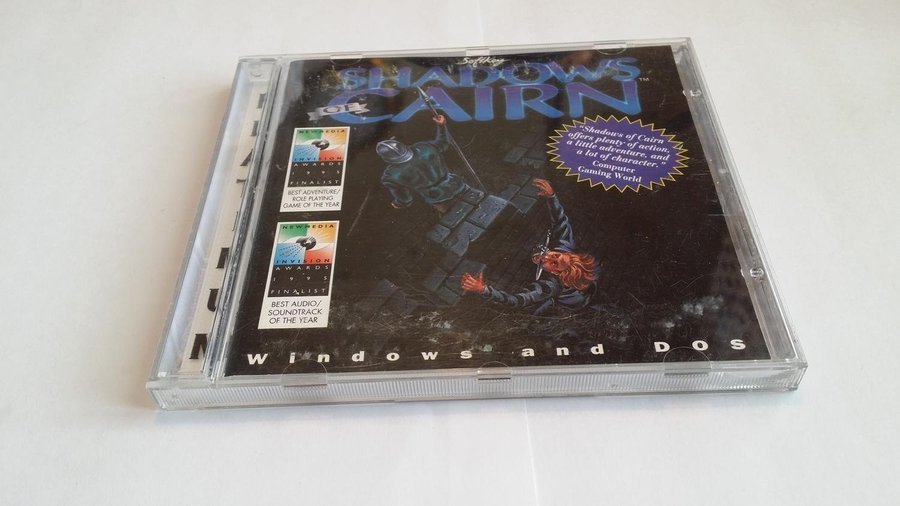 SoftKey
SHADOWS
OF
CAIRN™
NEWMEDIA
INVISION
AWARDS
1995
FINALIST
BEST ADVENTURE/
ROLE PLAYING
GAME OF THE YEAR
"Shadows of Cairn
offers plenty of action,
a little adventure, and
a lot of character."
Computer
Gaming World
NEWMEDIA
INVISION
AWARDS
1995
FINALIST
BEST AUDIO/
SOUNDTRACK
OF THE YEAR
Windows and DOS
PLATINUM